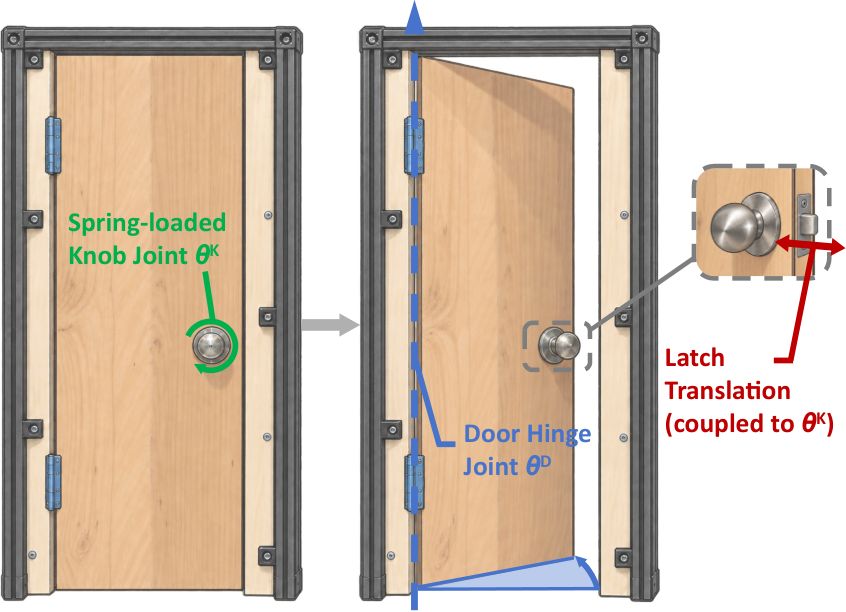 Spring-loaded
Knob Joint θᴷ
Door Hinge
Joint θᴰ
Latch
Translation
(coupled to θᴷ)